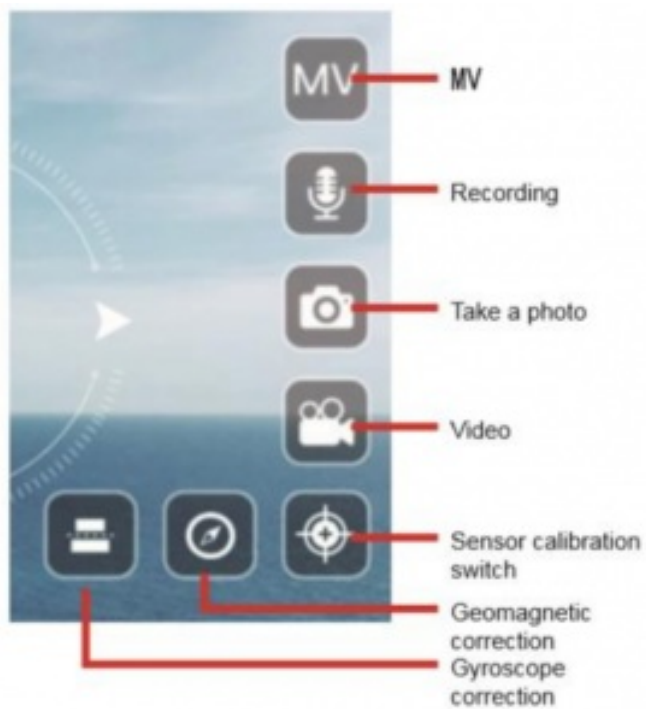 MV
MV
Recording
Take a photo
Video
Sensor calibration
switch
Geomagnetic
correction
Gyroscope
correction